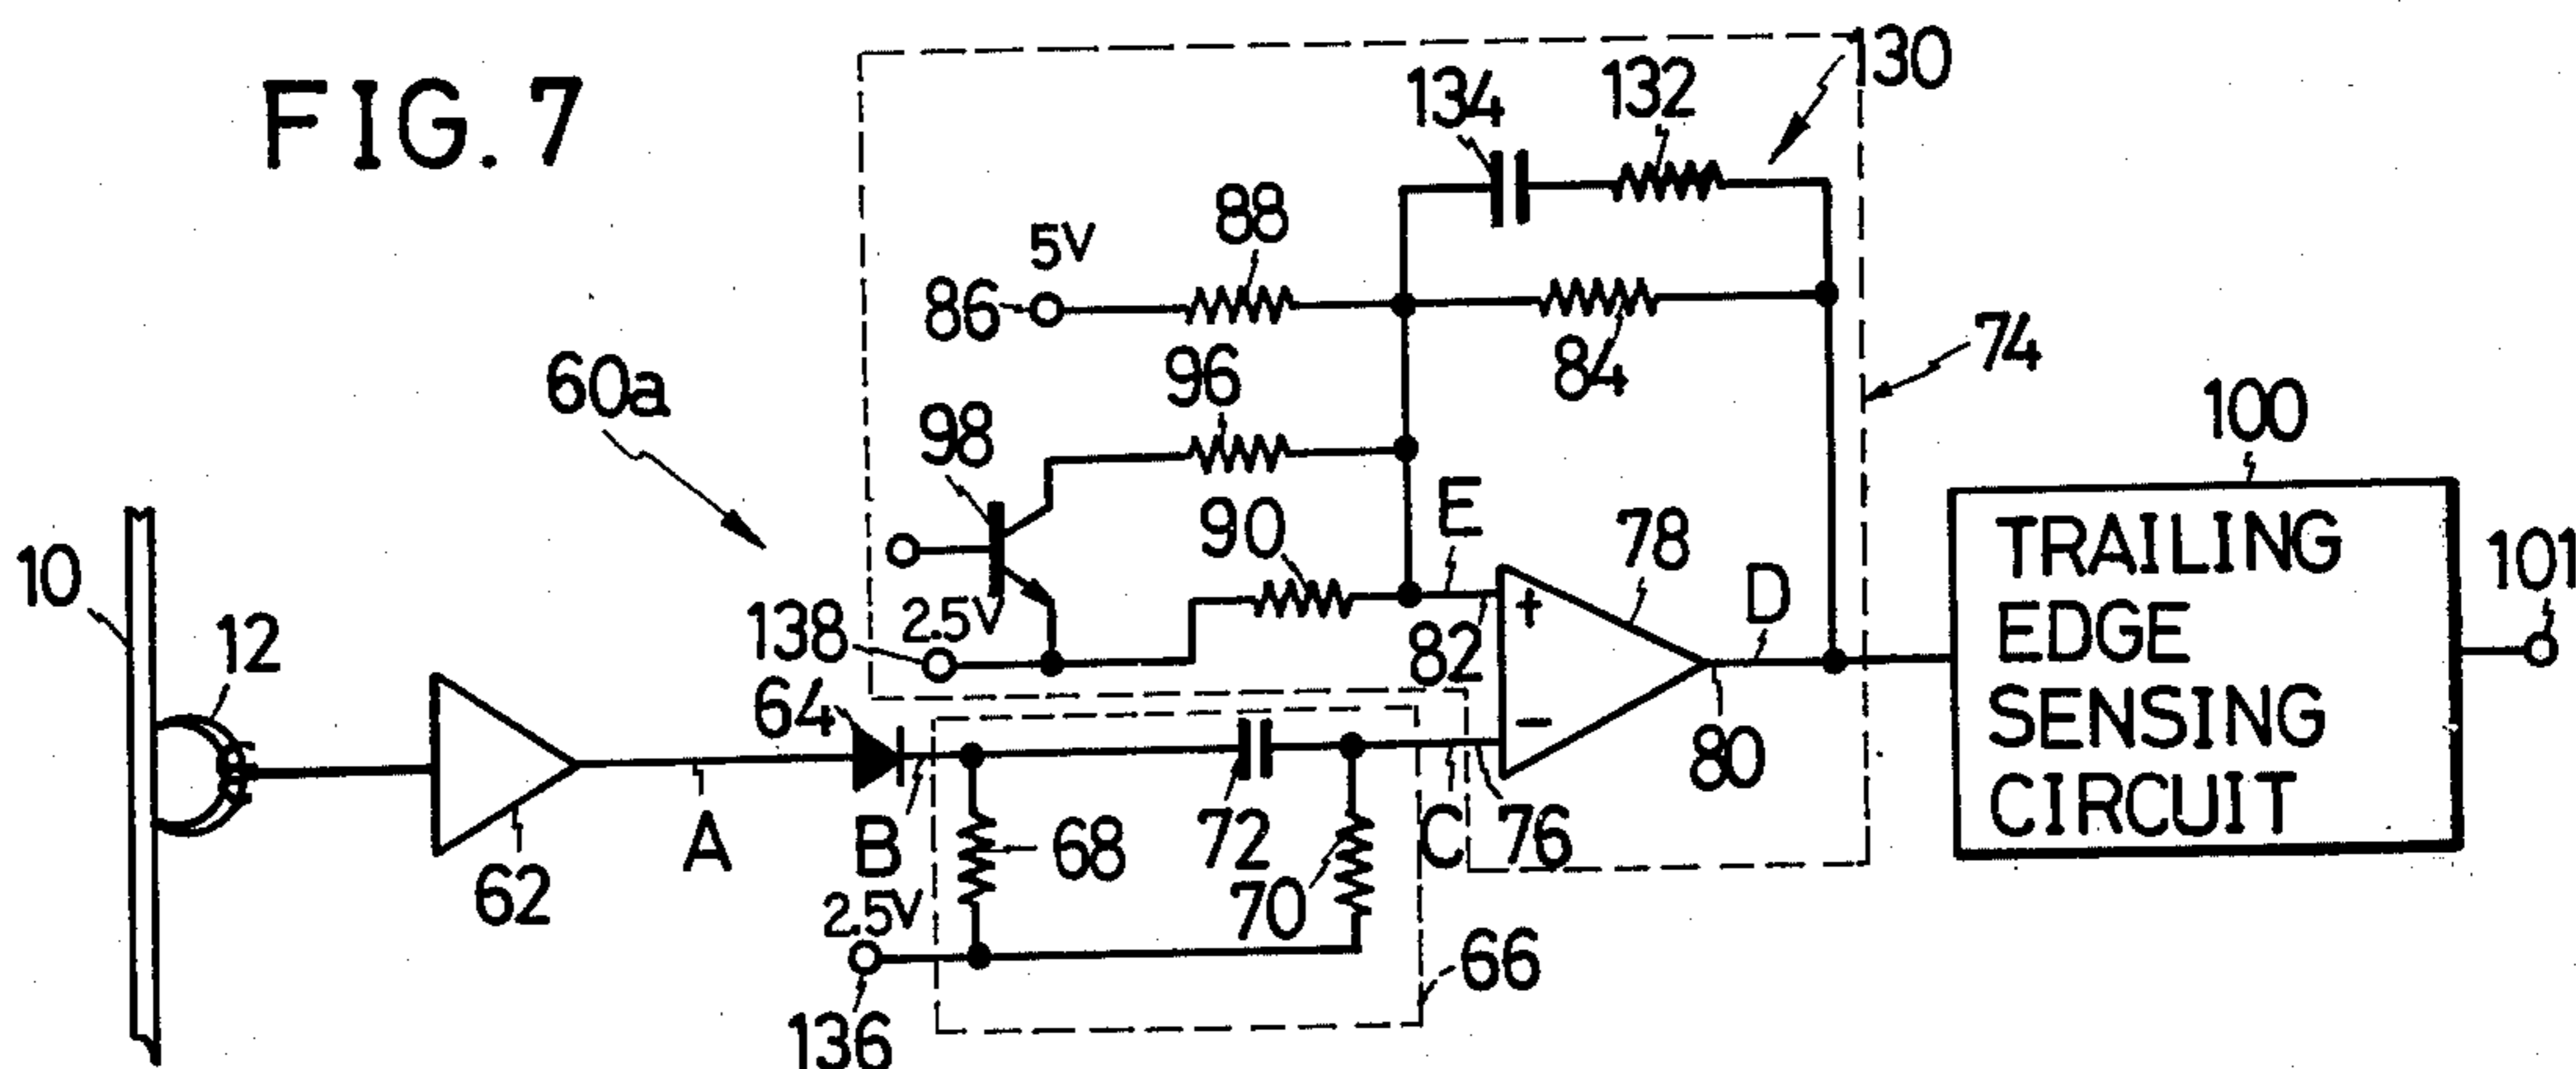 FIG. 7
130
134
132
88
5V
86
84
74
96
60a
98
100
90
E
78
D
TRAILING
EDGE
SENSING
CIRCUIT
101
10
12
2.5V
138
82
+
−
64
80
A
B
68
72
C
76
62
2.5V
70
66
136